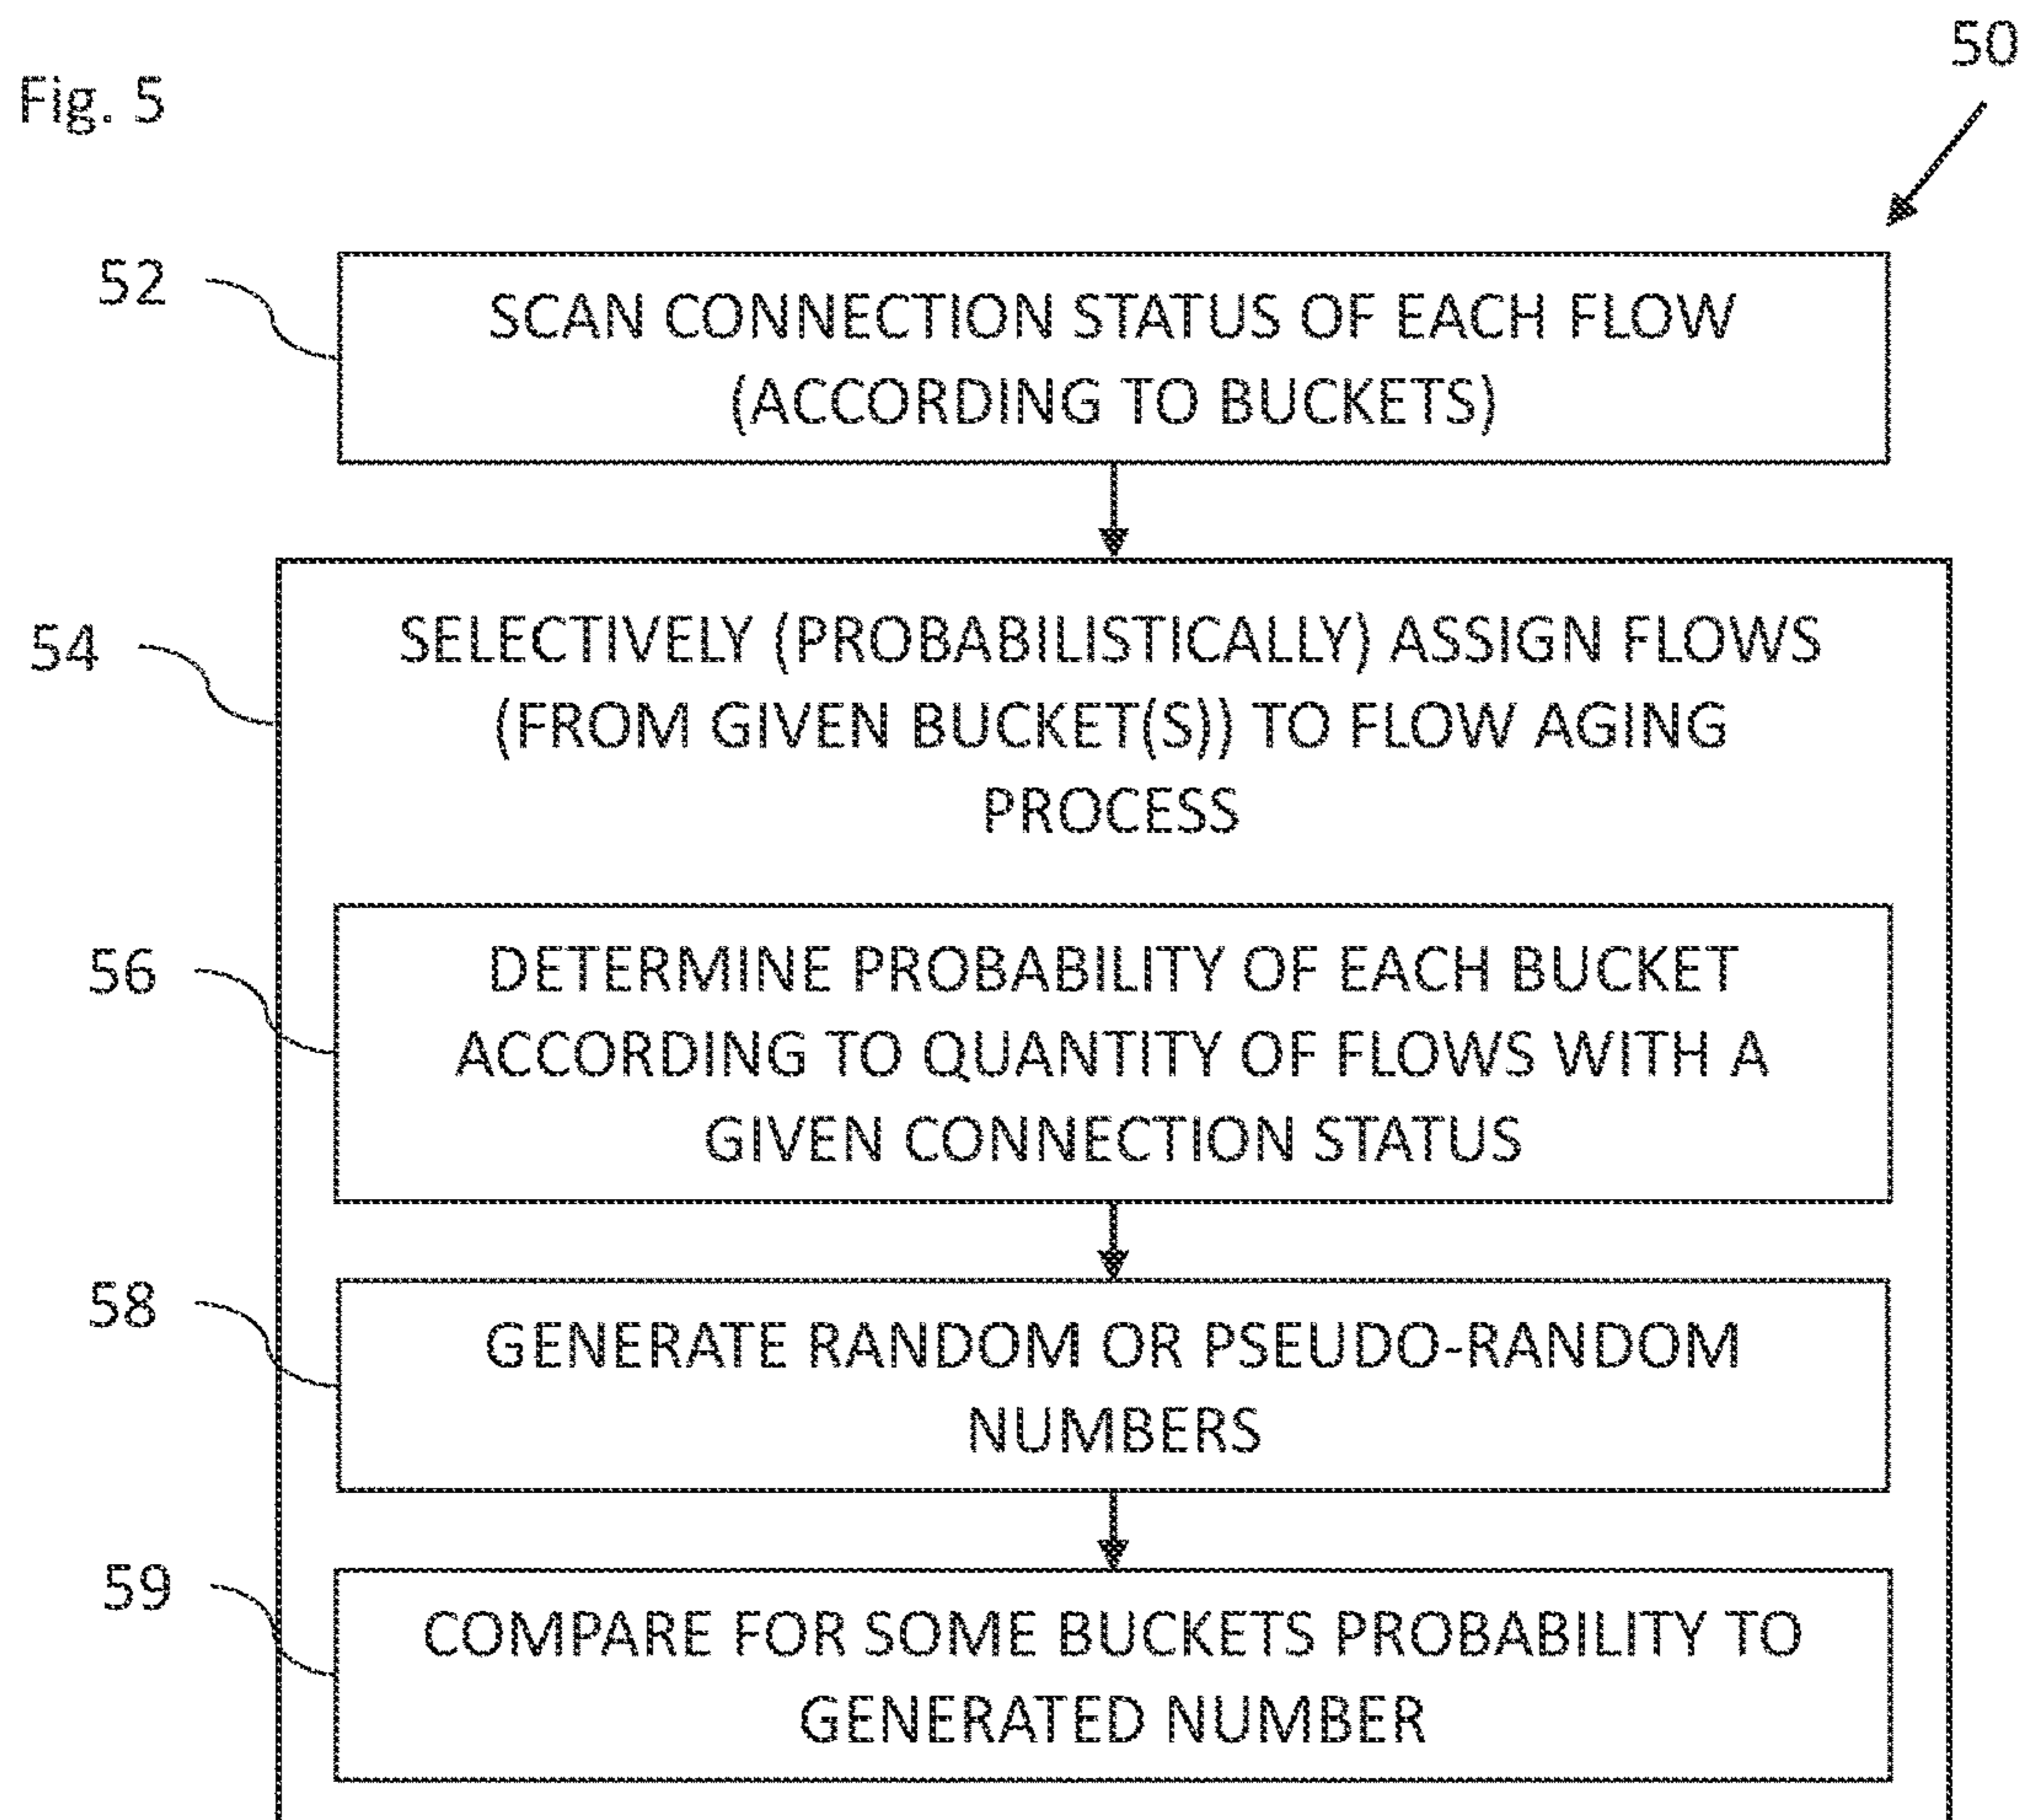 50
Fig. 5
52
SCAN CONNECTION STATUS OF EACH FLOW
(ACCORDING TO BUCKETS)
54
SELECTIVELY (PROBABILISTICALLY) ASSIGN FLOWS
(FROM GIVEN BUCKET(S)) TO FLOW AGING
PROCESS
56
DETERMINE PROBABILITY OF EACH BUCKET
ACCORDING TO QUANTITY OF FLOWS WITH A
GIVEN CONNECTION STATUS
58
GENERATE RANDOM OR PSEUDO-RANDOM
NUMBERS
59
COMPARE FOR SOME BUCKETS PROBABILITY TO
GENERATED NUMBER